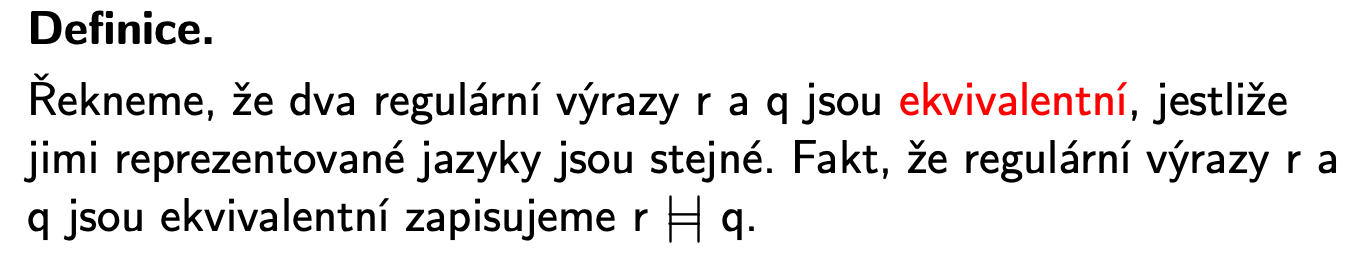 Definice.
Řekneme, že dva regulární výrazy r a q jsou ekvivalentní, jestliže
jimi reprezentované jazyky jsou stejné. Fakt, že regulární výrazy r a
q jsou ekvivalentní zapisujeme r |=| q.